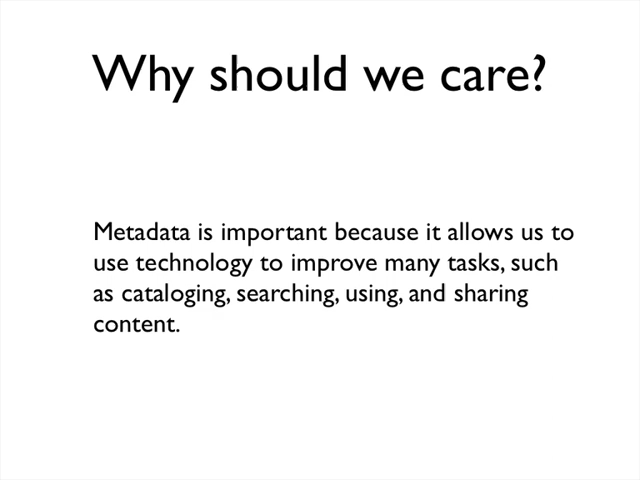 Why should we care?
Metadata is important because it allows us to
use technology to improve many tasks, such
as cataloging, searching, using, and sharing
content.